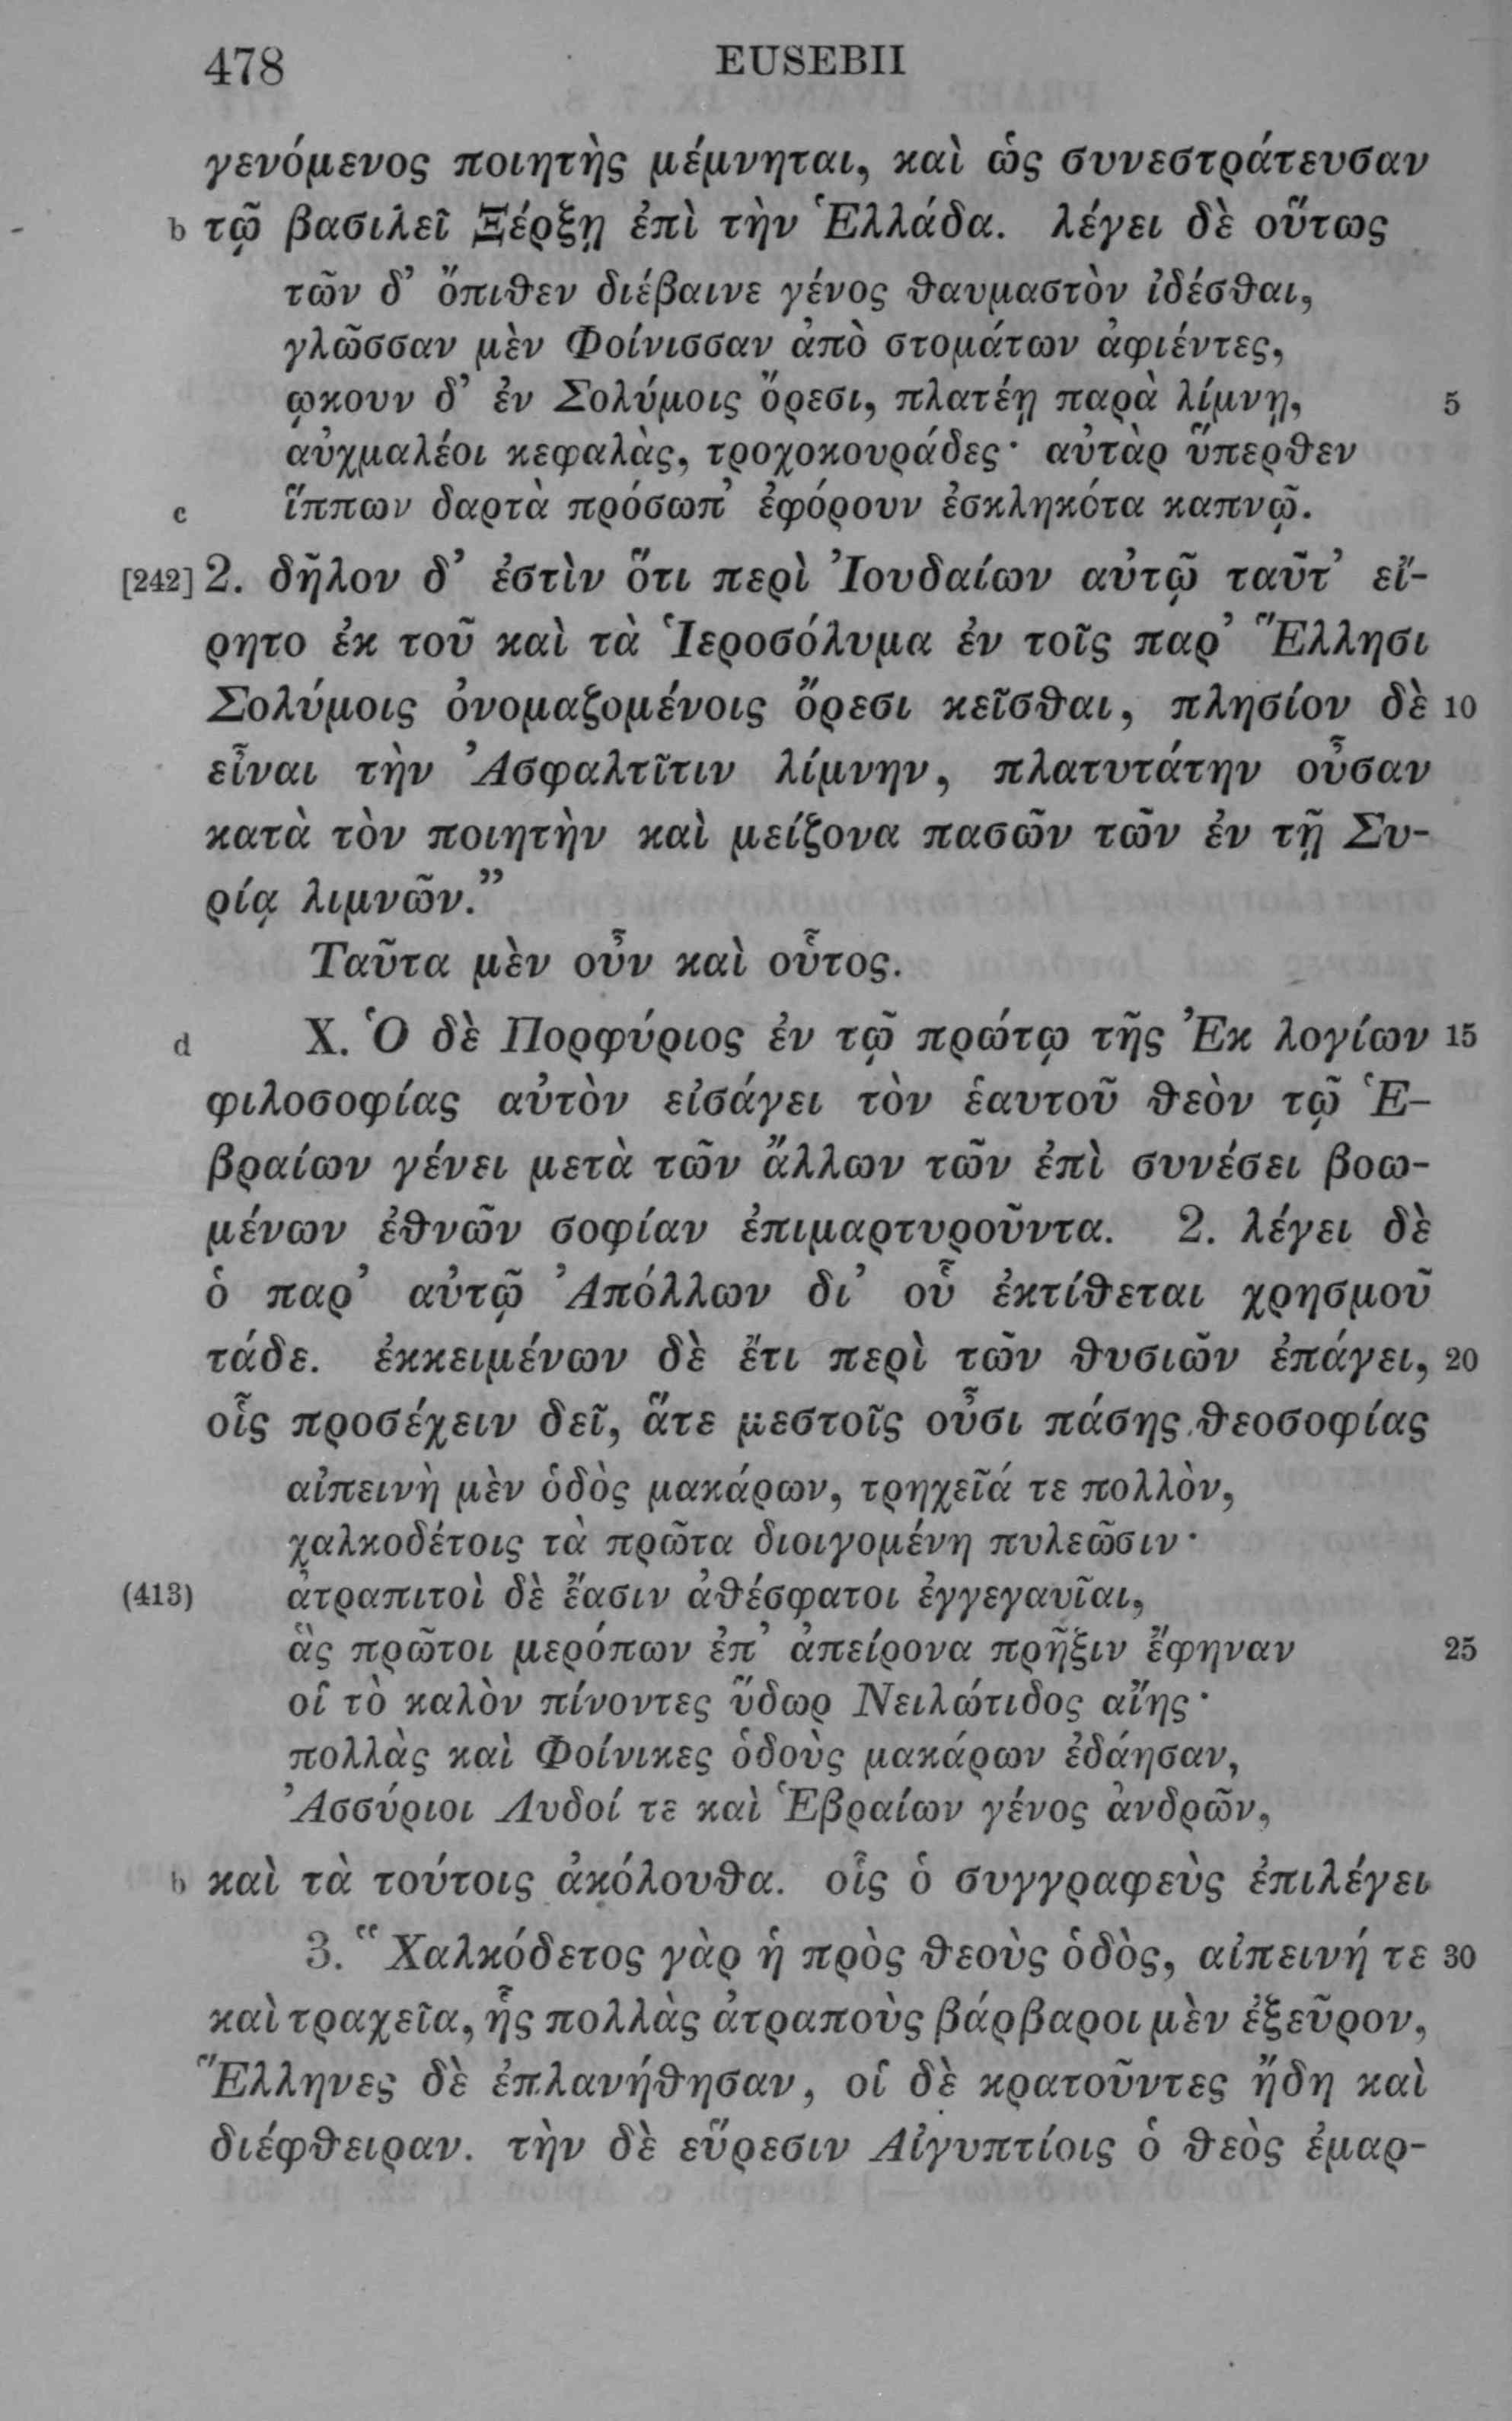 478 EUSEBII
γενόμενος ποιητὴς μέμνηται, καὶ ὡς συνεστράτευσαν
b τῷ βασιλεῖ Ξέρξῃ ἐπὶ τὴν Ἑλλάδα. λέγει δὲ οὕτως
τῶν δ’ ὄπιθεν διέβαινε γένος θαυμαστὸν ἰδέσθαι,
γλῶσσαν μὲν Φοίνισσαν ἀπὸ στομάτων ἀφιέντες,
ᾠκουν δ’ ἐν Σολύμοις ὄρεσι, πλατέῃ παρὰ λίμνῃ, 5
αὐχμαλέοι κεφαλὰς, τροχοκουράδες· αὐτὰρ ὕπερθεν
c ἵππων δαρτὰ πρόσωπ’ ἐφόρουν ἐσκληκότα καπνῷ.
[242] 2. δῆλον δ’ ἐστὶν ὅτι περὶ Ἰουδαίων αὐτῷ ταῦτ’ εἴ-
ρητο ἐκ τοῦ καὶ τὰ Ἱεροσόλυμα ἐν τοῖς παρ’ Ἕλλησι
Σολύμοις ὀνομαζομένοις ὄρεσι κεῖσθαι, πλησίον δὲ 10
εἶναι τὴν Ἀσφαλτῖτιν λίμνην, πλατυτάτην οὖσαν
κατὰ τὸν ποιητὴν καὶ μείζονα πασῶν τῶν ἐν τῇ Συ-
ρίᾳ λιμνῶν.”
Ταῦτα μὲν οὖν καὶ οὗτος.
d X. Ὁ δὲ Πορφύριος ἐν τῷ πρώτῳ τῆς Ἐκ λογίων 15
φιλοσοφίας αὐτὸν εἰσάγει τὸν ἑαυτοῦ θεὸν τῷ Ἑ-
βραίων γένει μετὰ τῶν ἄλλων τῶν ἐπὶ συνέσει βοω-
μένων ἐθνῶν σοφίαν ἐπιμαρτυροῦντα. 2. λέγει δὲ
ὁ παρ’ αὐτῷ Ἀπόλλων δι’ οὗ ἐκτίθεται χρησμοῦ
τάδε. ἐκκειμένων δὲ ἔτι περὶ τῶν θυσιῶν ἐπάγει, 20
οἷς προσέχειν δεῖ, ἅτε μεστοῖς οὖσι πάσης θεοσοφίας
αἰπεινὴ μὲν ὁδὸς μακάρων, τρηχεῖά τε πολλὸν,
χαλκοδέτοις τὰ πρῶτα διοιγομένη πυλεῶσιν·
(413) ἀτραπιτοὶ δὲ ἔασιν ἀθέσφατοι ἐγγεγαυῖαι,
ἃς πρῶτοι μερόπων ἐπ’ ἀπείρονα πρῆξιν ἔφηναν 25
οἳ τὸ καλὸν πίνοντες ὕδωρ Νειλώτιδος αἴης·
πολλὰς καὶ Φοίνικες ὁδοὺς μακάρων ἐδάησαν,
Ἀσσύριοι Λυδοί τε καὶ Ἑβραίων γένος ἀνδρῶν,
b καὶ τὰ τούτοις ἀκόλουθα. οἷς ὁ συγγραφεὺς ἐπιλέγει
3. “Χαλκόδετος γὰρ ἡ πρὸς θεοὺς ὁδὸς, αἰπεινή τε 30
καὶ τραχεῖα, ἧς πολλὰς ἀτραποὺς βάρβαροι μὲν ἐξεῦρον,
Ἕλληνες δὲ ἐπλανήθησαν, οἱ δὲ κρατοῦντες ἤδη καὶ
διέφθειραν. τὴν δὲ εὕρεσιν Αἰγυπτίοις ὁ θεὸς ἐμαρ-